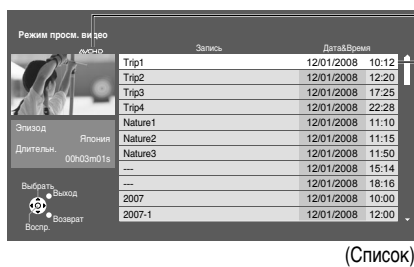 Режим просм. видео
AVCHD
Запись Дата&Время
Trip1 12/01/2008 10:12
Trip2 12/01/2008 12:20
Trip3 12/01/2008 17:25
Trip4 12/01/2008 22:28
Nature1 12/01/2008 11:10
Nature2 12/01/2008 11:15
Nature3 12/01/2008 11:50
--- 12/01/2008 15:14
--- 12/01/2008 18:16
2007 12/01/2008 10:00
2007-1 12/01/2008 12:00
Эпизод
Япония
Длительн.
00h03m01s
Выбрать
Выход
Возврат
Воспр.
(Список)